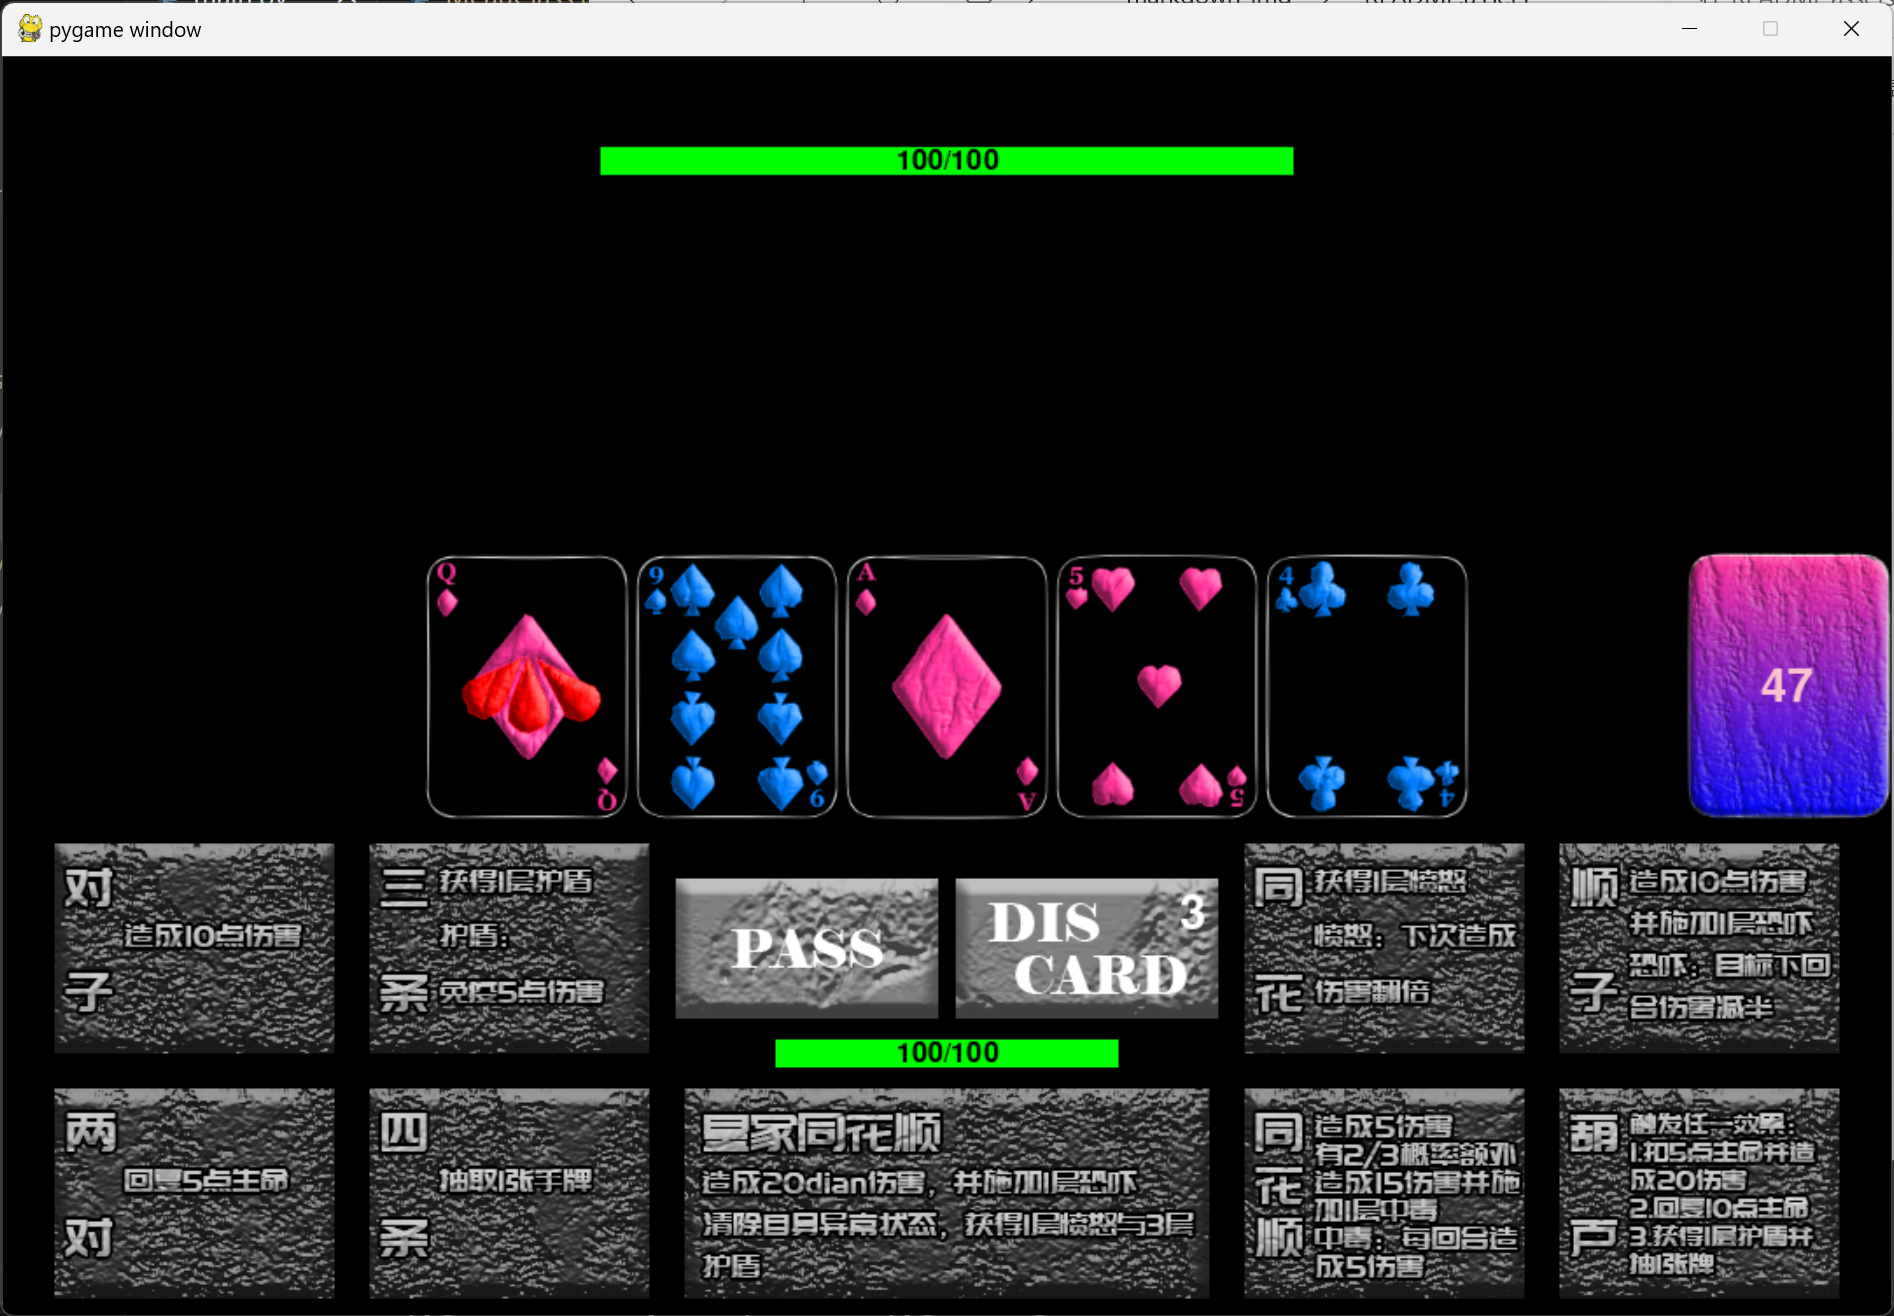 pygame window
100/100
Q
9
A
5
4
47
Q
9
A
5
4
对子
造成10点伤害
三条
获得1层护盾
护盾：
免疫5点伤害
PASS
DIS
CARD
3
同花
获得1层愤怒
愤怒：下次造成
伤害翻倍
顺子
造成10点伤害
并施加1层恐吓
恐吓：目标下回
合伤害减半
100/100
两对
回复5点生命
四条
抽取1张手牌
皇家同花顺
造成20dian伤害，并施加1层恐吓
清除自身异常状态，获得1层愤怒与3层
护盾
同花顺
造成5伤害
有2/3概率额外
造成15伤害并施
加1层中毒
中毒：每回合造
成5伤害
葫芦
触发任一效果：
1.扣5点生命并造
成20伤害
2.回复10点生命
3.获得1层护盾并
抽1张牌